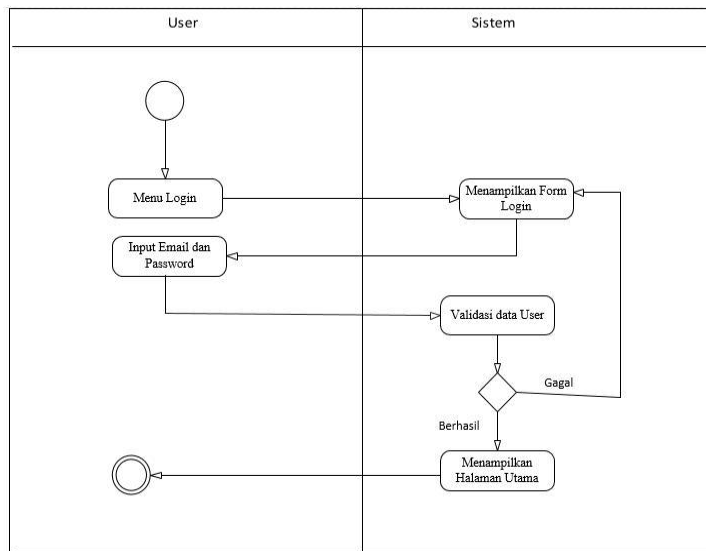 User
Sistem
Menu Login
Menampilkan Form
Login
Input Email dan
Password
Validasi data User
Gagal
Berhasil
Menampilkan
Halaman Utama